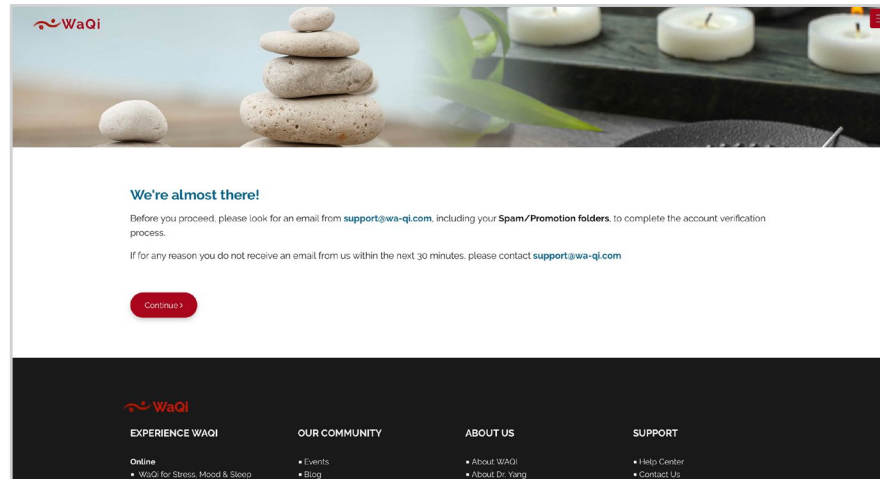 WaQi
We're almost there!
Before you proceed, please look for an email from support@wa-qi.com, including your Spam/Promotion folders, to complete the account verification
process.
If for any reason you do not receive an email from us within the next 30 minutes, please contact support@wa-qi.com
Continue >
WaQi
EXPERIENCE WAQI
OUR COMMUNITY
ABOUT US
SUPPORT
Online
▪ Events
▪ About WAQI
▪ Help Center
▪ WaQi for Stress, Mood & Sleep
▪ Blog
▪ About Dr. Yang
▪ Contact Us